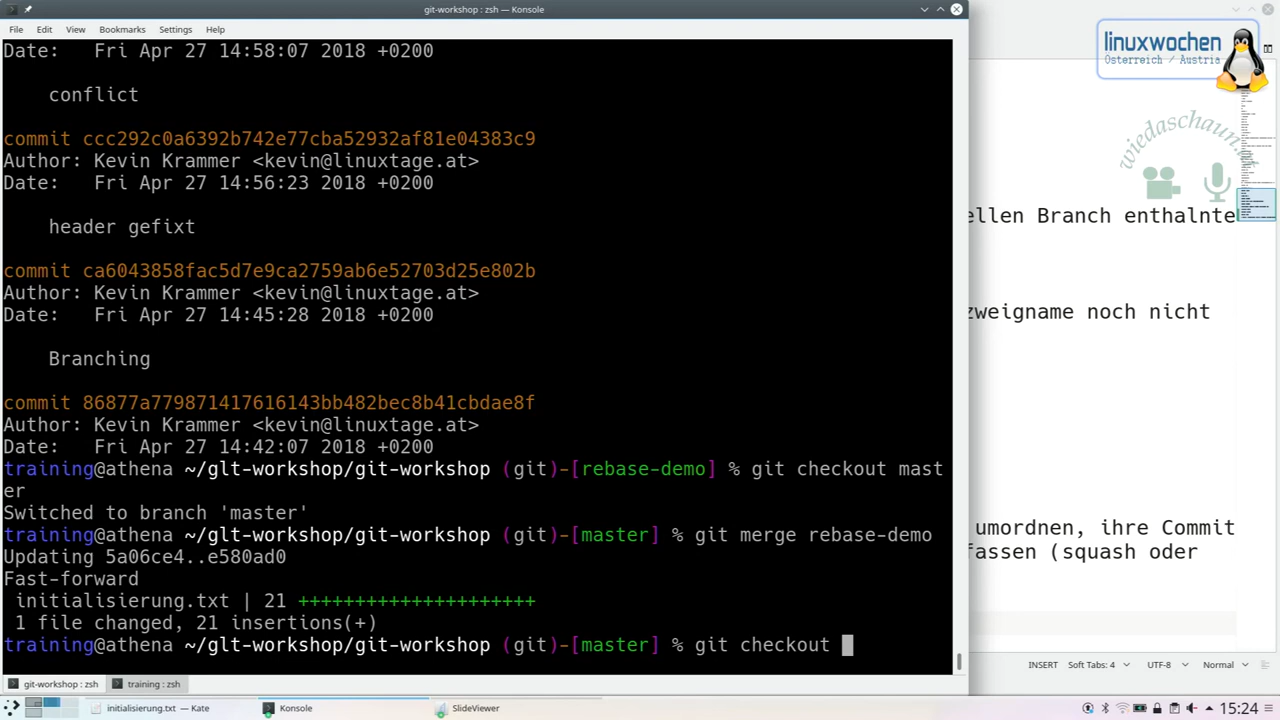 git-workshop : zsh — Konsole
File Edit View Bookmarks Settings Help
Date:   Fri Apr 27 14:58:07 2018 +0200
conflict
commit ccc292c0a6392b742e77cba52932af81e04383c9
Author: Kevin Krammer <kevin@linuxtage.at>
Date:   Fri Apr 27 14:56:23 2018 +0200
header gefixt
commit ca6043858fac5d7e9ca2759ab6e52703d25e802b
Author: Kevin Krammer <kevin@linuxtage.at>
Date:   Fri Apr 27 14:45:28 2018 +0200
Branching
commit 86877a779871417616143bb482bec8b41cbdae8f
Author: Kevin Krammer <kevin@linuxtage.at>
Date:   Fri Apr 27 14:42:07 2018 +0200
training@athena ~/glt-workshop/git-workshop (git)-[rebase-demo] % git checkout mast
er
Switched to branch 'master'
training@athena ~/glt-workshop/git-workshop (git)-[master] % git merge rebase-demo
Updating 5a06ce4..e580ad0
Fast-forward
initialisierung.txt | 21 +++++++++++++++++++++
1 file changed, 21 insertions(+)
training@athena ~/glt-workshop/git-workshop (git)-[master] % git checkout
git-workshop : zsh
training : zsh
linuxwochen
Österreich / Austria
wiedaschaun.
ellen Branch enthalnte
zweigname noch nicht
umordnen, ihre Commit
fassen (squash oder
INSERT Soft Tabs: 4 UTF-8 Normal
initialisierung.txt — Kate
Konsole
SlideViewer
15:24